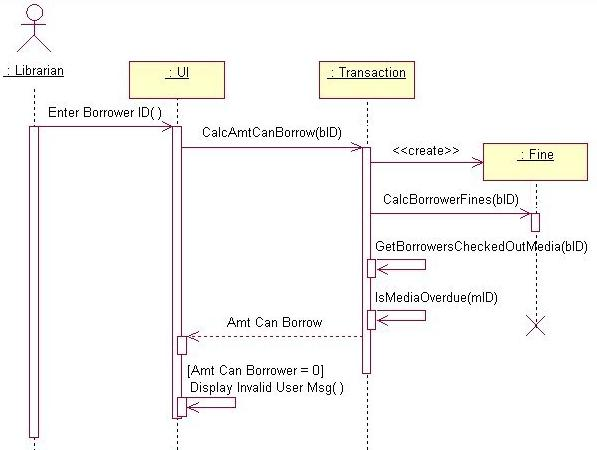 : Librarian
: UI
: Transaction
Enter Borrower ID( )
CalcAmtCanBorrow(bID)
<<create>>
: Fine
CalcBorrowerFines(bID)
GetBorrowersCheckedOutMedia(bID)
IsMediaOverdue(mID)
Amt Can Borrow
[Amt Can Borrower = 0]
Display Invalid User Msg( )